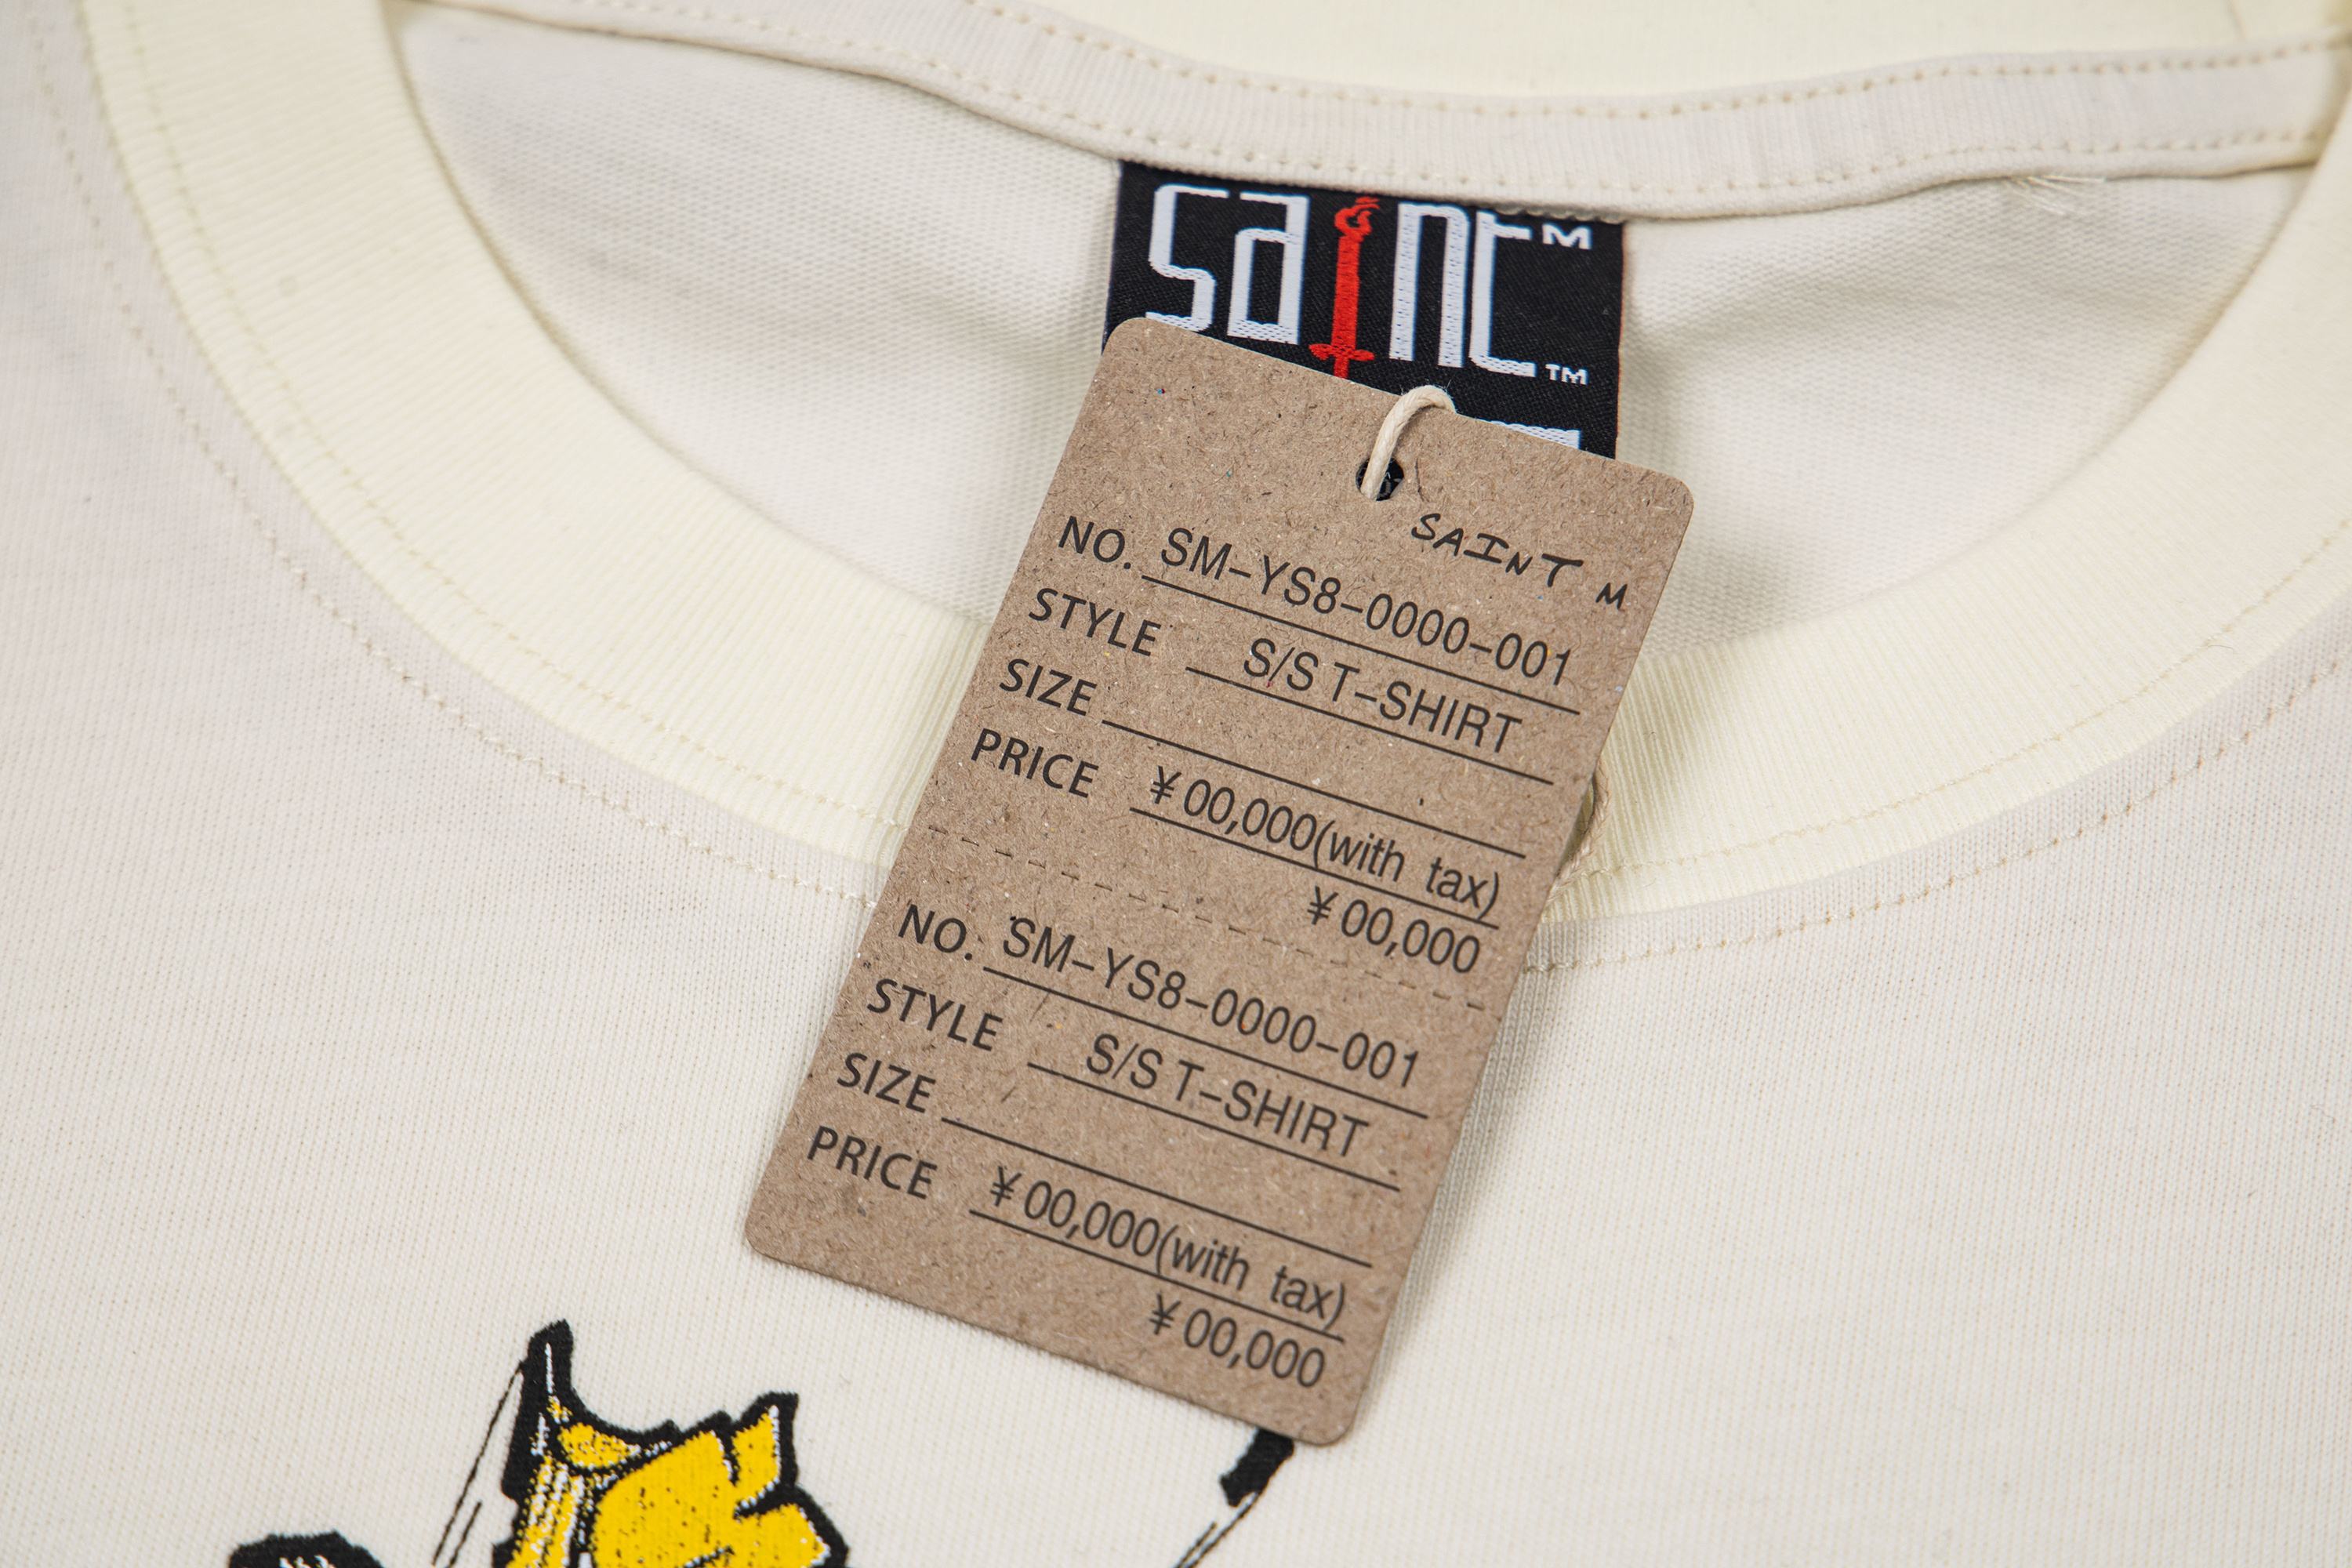 saint M
TM
SAINT M
NO. SM-YS8-0000-001
STYLE S/S T-SHIRT
SIZE
PRICE ¥00,000(with tax)
¥00,000
NO. SM-YS8-0000-001
STYLE S/S T-SHIRT
SIZE
PRICE ¥00,000(with tax)
¥00,000